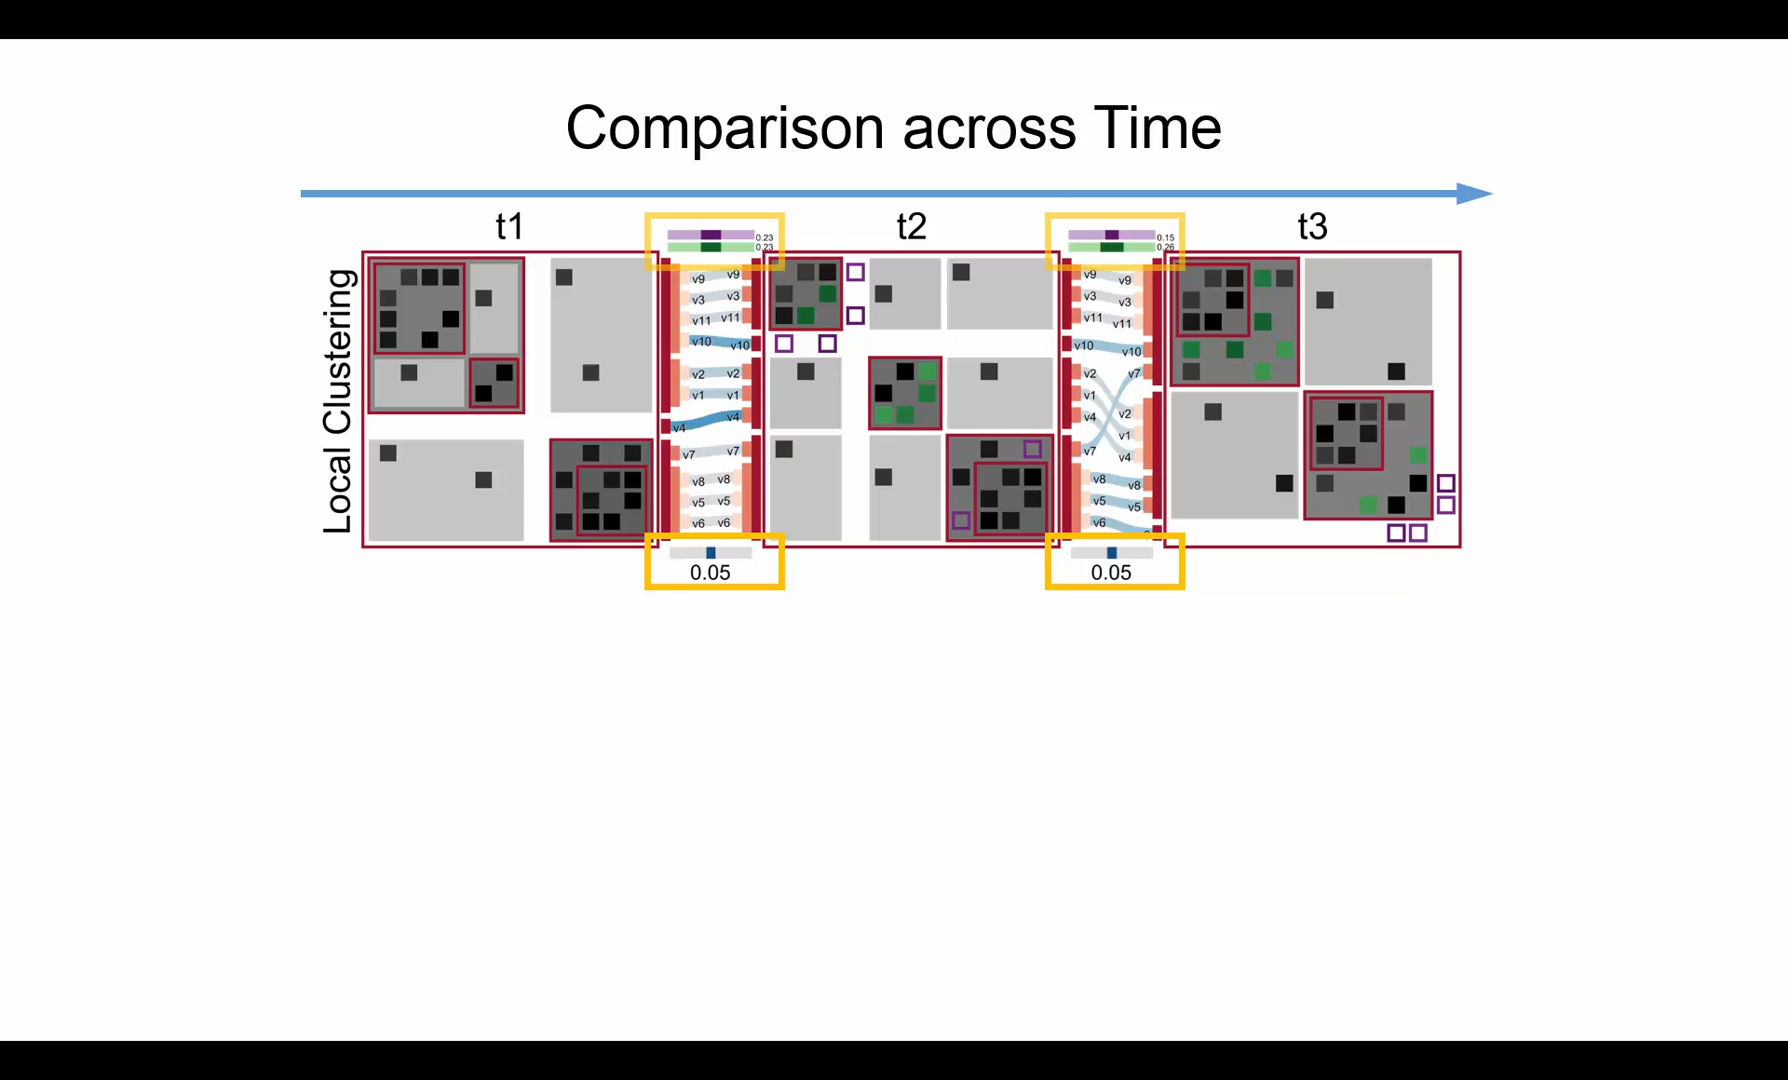 Comparison across Time
t1
t2
t3
Local Clustering
0.23
0.23
v9 v9
v3 v3
v11 v11
v10 v10
v2 v2
v1 v1
v4 v4
v7 v7
v8 v8
v5 v5
v6 v6
0.05
0.15
0.26
v9 v9
v3 v3
v11 v11
v10 v10
v2 v7
v1 v2
v4 v1
v7 v4
v8 v8
v5 v5
v6
0.05